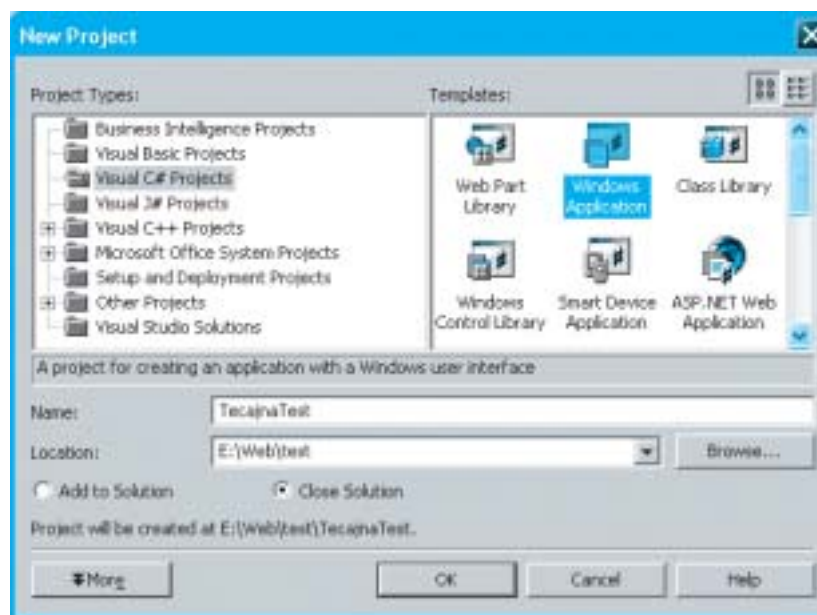 New Project
Project Types:
Templates:
Business Intelligence Projects
Visual Basic Projects
Visual C# Projects
Visual J# Projects
Visual C++ Projects
Microsoft Office System Projects
Setup and Deployment Projects
Other Projects
Visual Studio Solutions
Web Part
Library
Windows
Application
Class Library
Windows
Control Library
Smart Device
Application
ASP.NET Web
Application
A project for creating an application with a Windows user interface
Name:
TecajnaTest
Location:
E:\Web\test
Browse...
Add to Solution
Close Solution
Project will be created at E:\Web\test\TecajnaTest.
More
OK
Cancel
Help